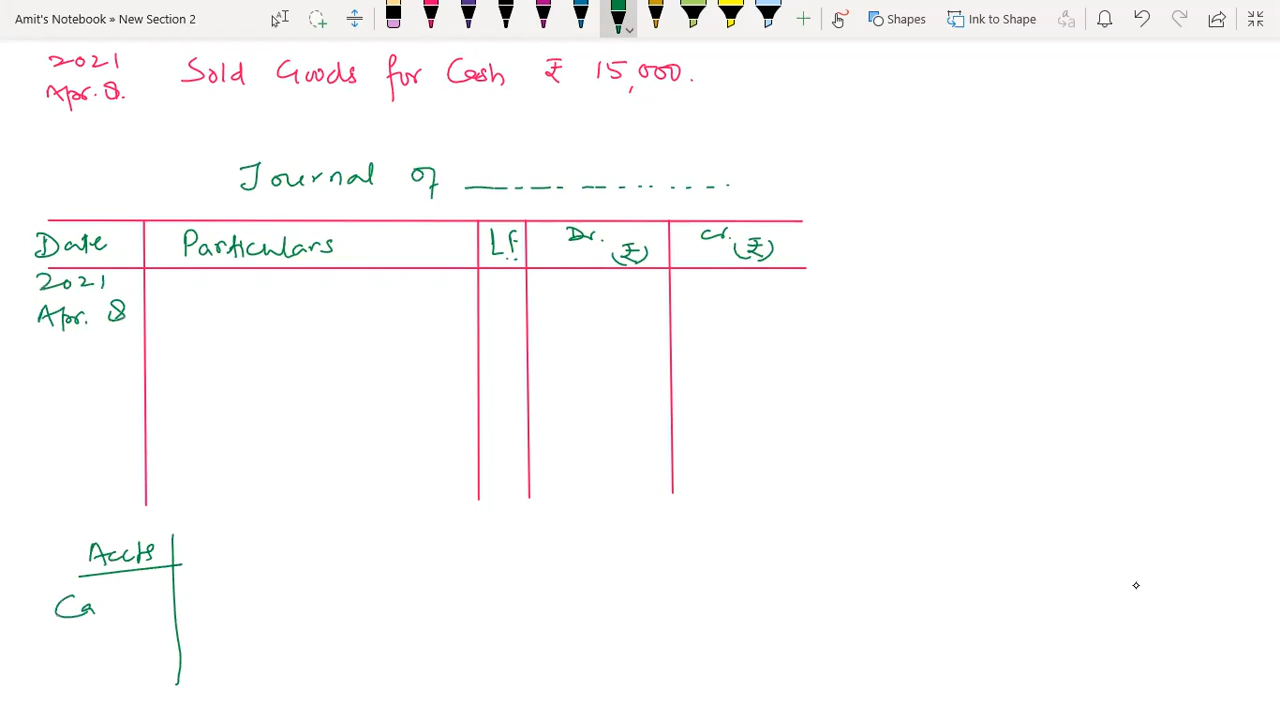 Amit's Notebook » New Section 2
Shapes
Ink to Shape
2021
Apr. 8.
Sold Goods for Cash ₹ 15,000.
Journal of
Date Particulars L.F. Dr. (₹) Cr. (₹)
2021
Apr. 8
Accts
Ca